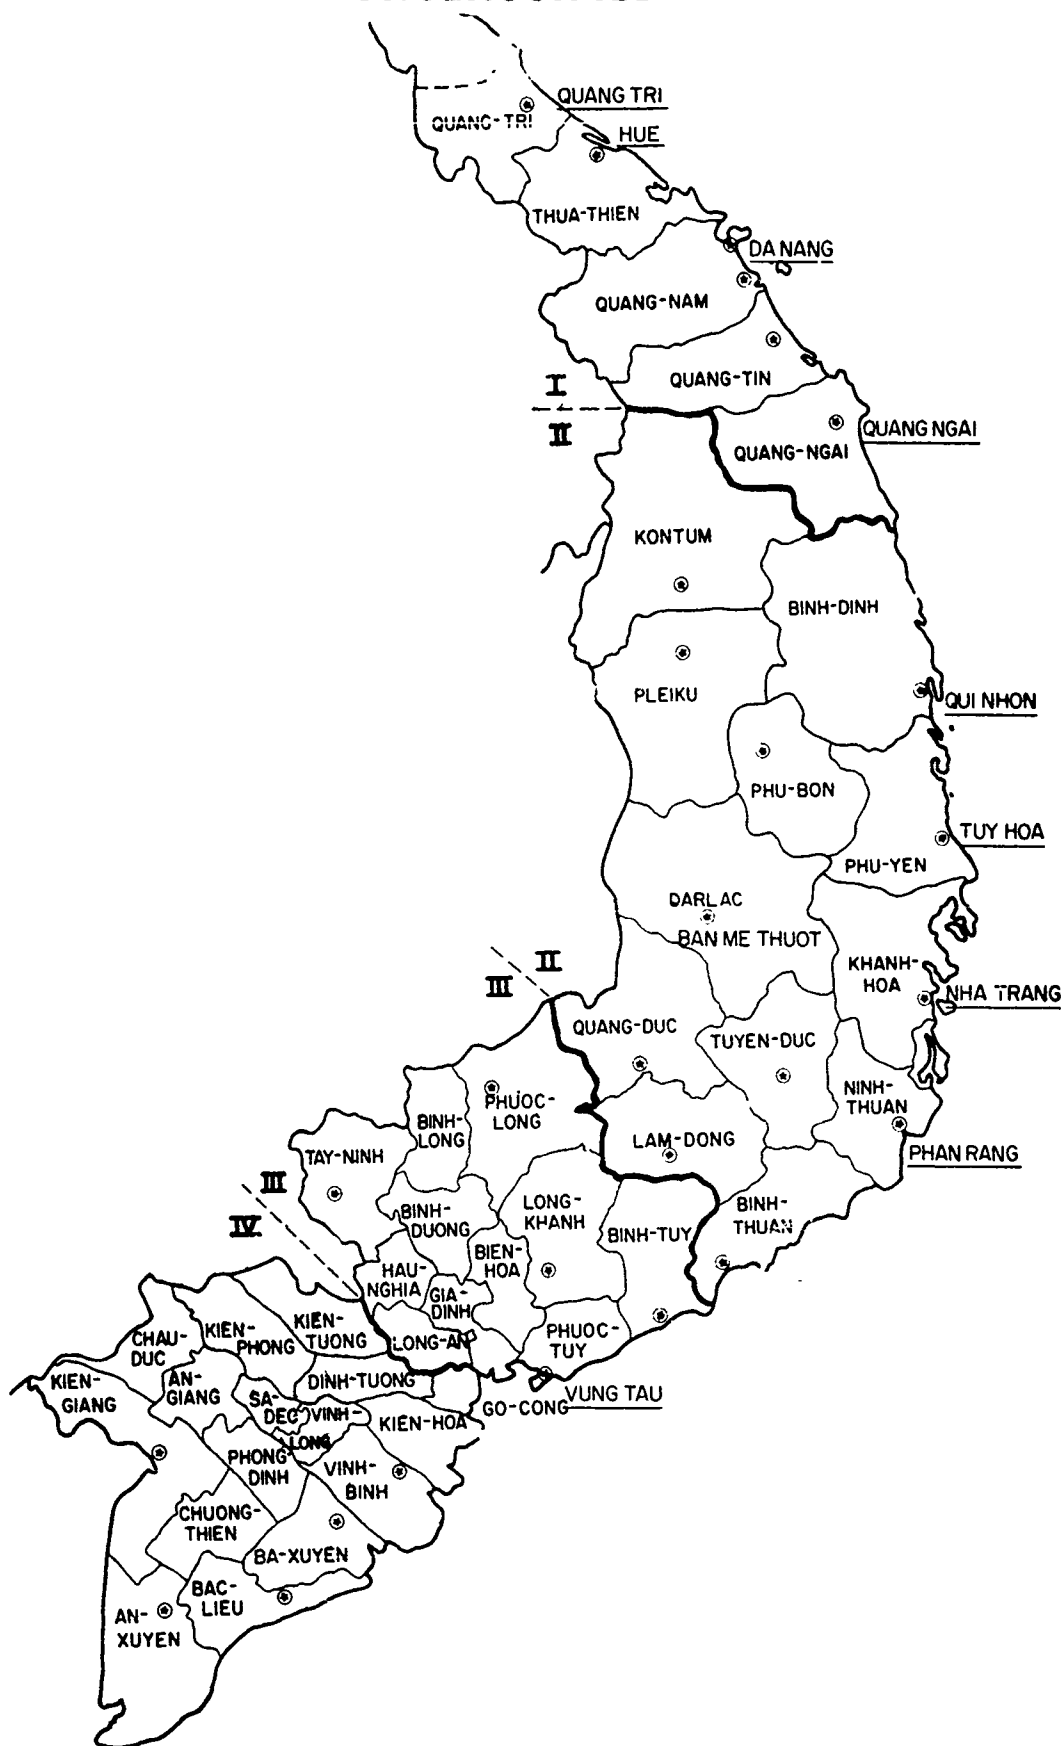 QUANG TRI
QUANG-TRI
HUE
THUA-THIEN
DA NANG
QUANG-NAM
QUANG-TIN
I
II
QUANG NGAI
QUANG-NGAI
KONTUM
BINH-DINH
PLEIKU
QUI NHON
PHU-BON
TUY HOA
PHU-YEN
DARLAC
BAN ME THUOT
KHANH-
HOA
NHA TRANG
II
III
QUANG-DUC
TUYEN-DUC
NINH-
THUAN
PHUOC-
LONG
BINH-
LONG
LAM-DONG
PHAN RANG
TAY-NINH
III
IV
BINH-
DUONG
LONG-
KHANH
BINH-TUY
BINH-
THUAN
BIEN-
HOA
HAU-
NGHIA
GIA-
DINH
KIEN-
TUONG
KIEN-
PHONG
CHAU-
DUC
LONG-AN
PHUOC-
TUY
KIEN-
GIANG
AN-
GIANG
DINH-TUONG
SA-
DEC
VINH-
LONG
KIEN-HOA
GO-CONG
VUNG TAU
PHONG
DINH
VINH-
BINH
CHUONG-
THIEN
BA-XUYEN
BAC-
LIEU
AN-
XUYEN